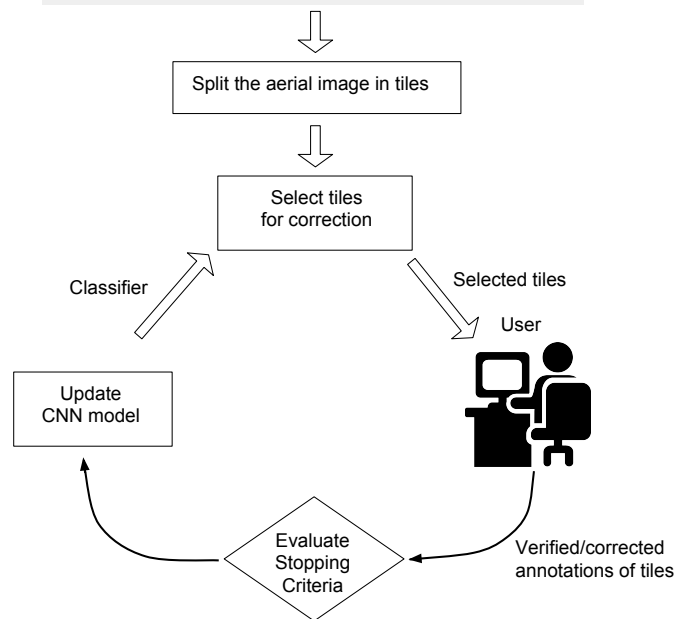 Split the aerial image in tiles
Select tiles
for correction
Classifier
Selected tiles
User
Update
CNN model
Evaluate
Stopping
Criteria
Verified/corrected
annotations of tiles